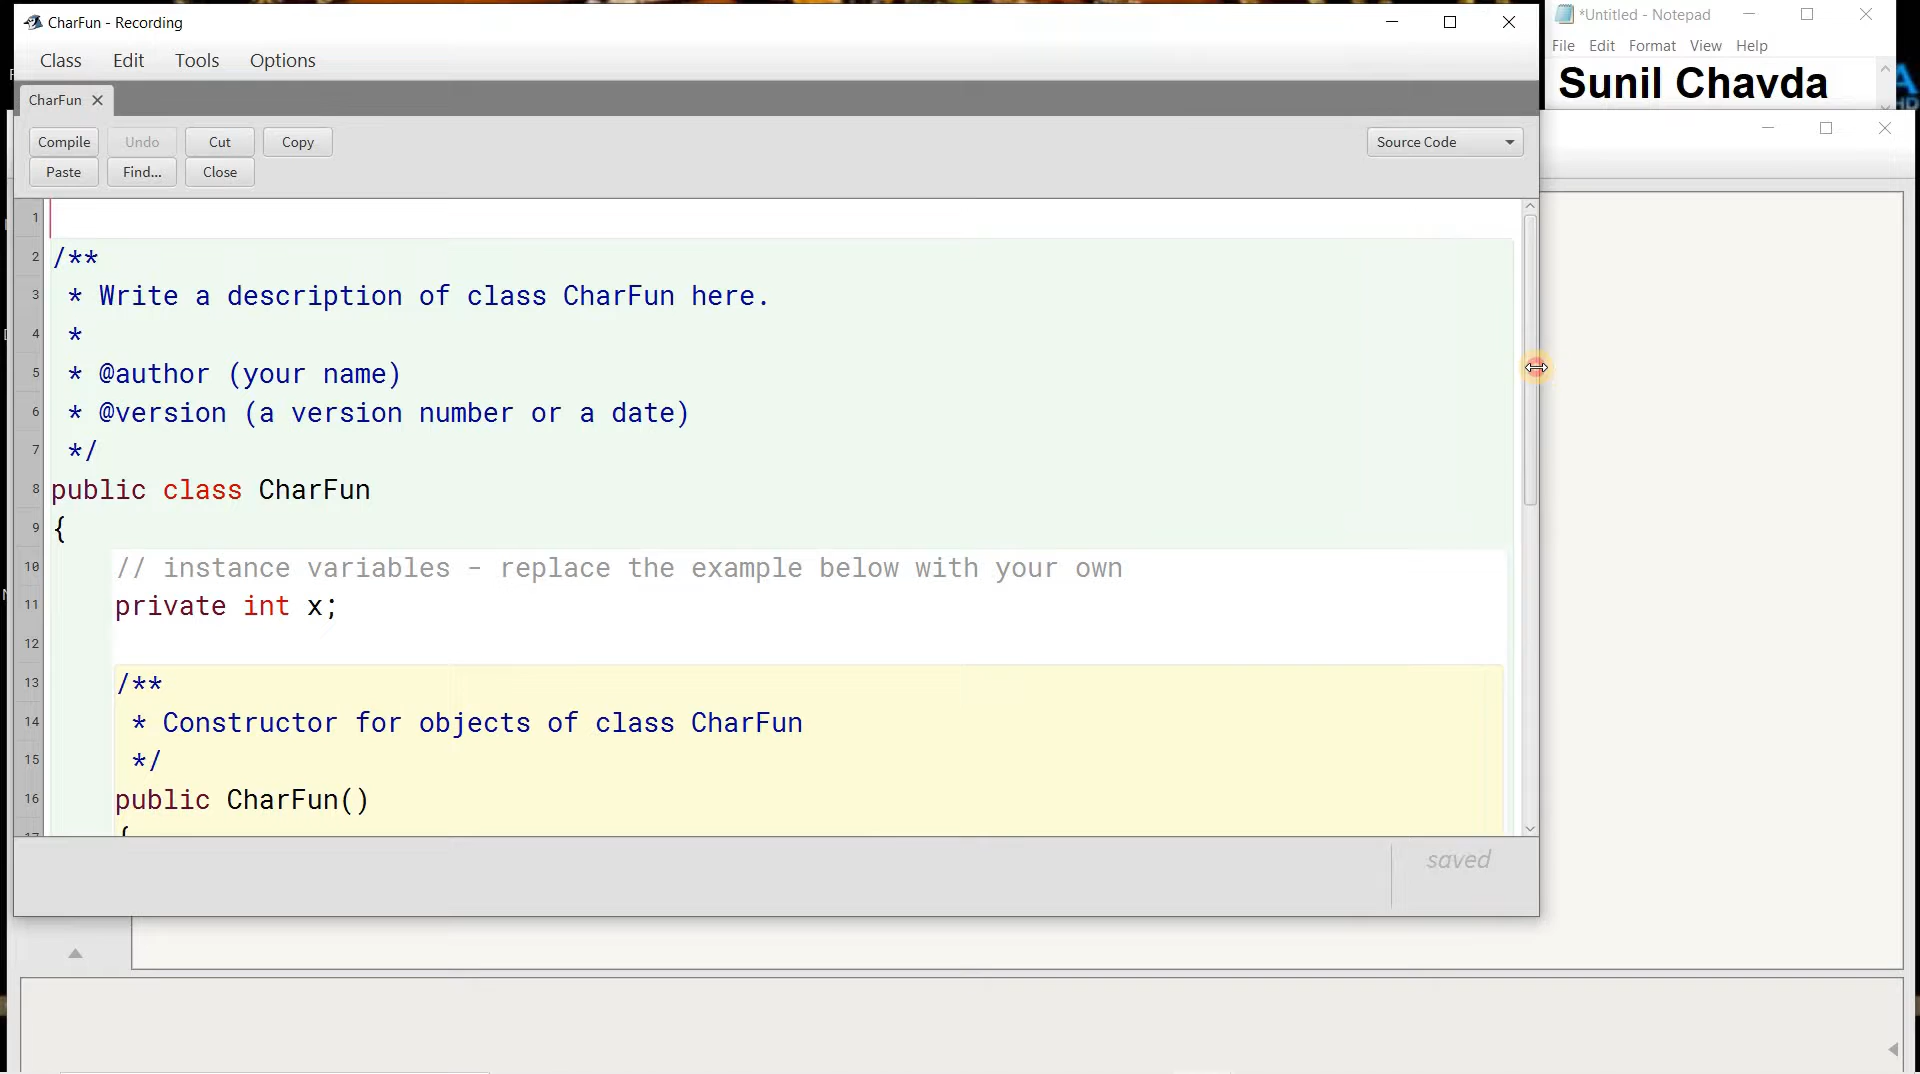 CharFun - Recording
Class Edit Tools Options
CharFun
Compile Undo Cut Copy
Paste Find... Close
Source Code
1
2 /**
3 * Write a description of class CharFun here.
4 *
5 * @author (your name)
6 * @version (a version number or a date)
7 */
8 public class CharFun
9 {
10 // instance variables - replace the example below with your own
11 private int x;
12
13 /**
14 * Constructor for objects of class CharFun
15 */
16 public CharFun()
saved
*Untitled - Notepad
File Edit Format View Help
Sunil Chavda